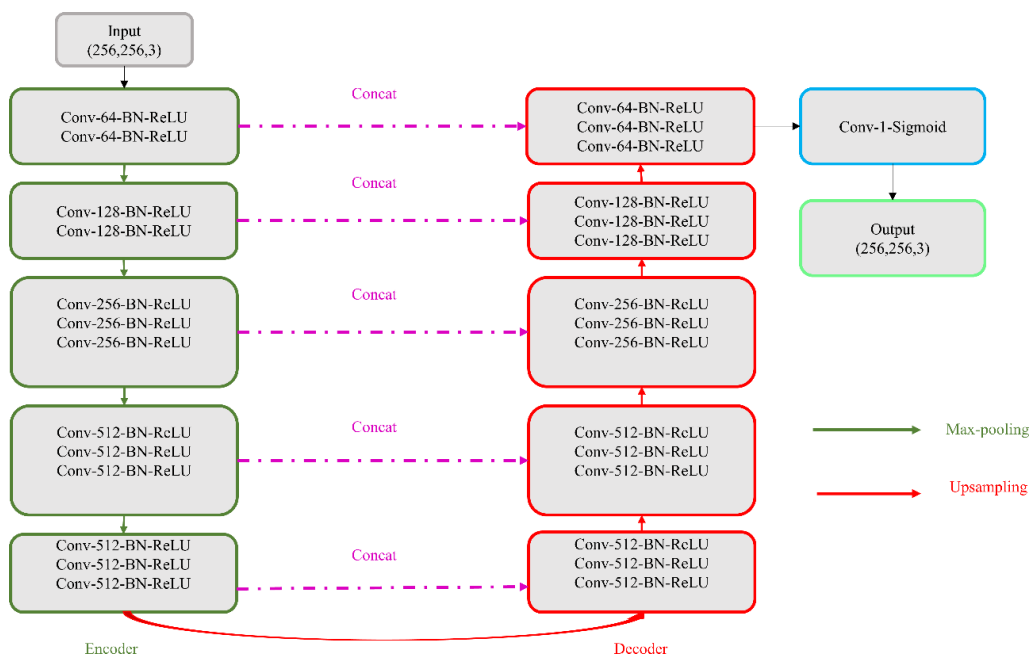 Input
(256,256,3)
Conv-64-BN-ReLU
Conv-64-BN-ReLU
Concat
Conv-64-BN-ReLU
Conv-64-BN-ReLU
Conv-64-BN-ReLU
Conv-1-Sigmoid
Conv-128-BN-ReLU
Conv-128-BN-ReLU
Concat
Conv-128-BN-ReLU
Conv-128-BN-ReLU
Conv-128-BN-ReLU
Output
(256,256,3)
Conv-256-BN-ReLU
Conv-256-BN-ReLU
Conv-256-BN-ReLU
Concat
Conv-256-BN-ReLU
Conv-256-BN-ReLU
Conv-256-BN-ReLU
Conv-512-BN-ReLU
Conv-512-BN-ReLU
Conv-512-BN-ReLU
Concat
Conv-512-BN-ReLU
Conv-512-BN-ReLU
Conv-512-BN-ReLU
Max-pooling
Upsampling
Conv-512-BN-ReLU
Conv-512-BN-ReLU
Conv-512-BN-ReLU
Concat
Conv-512-BN-ReLU
Conv-512-BN-ReLU
Conv-512-BN-ReLU
Encoder
Decoder